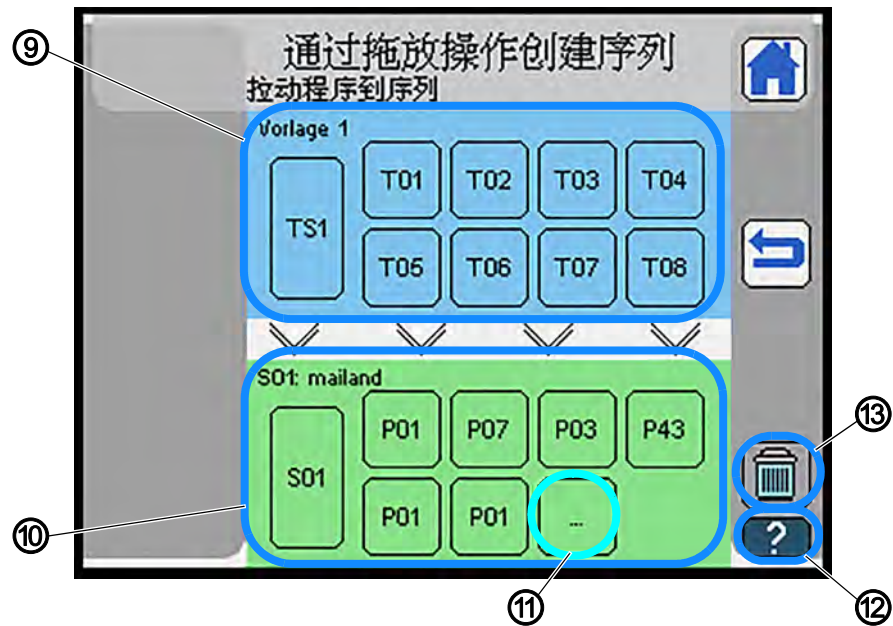 ⑨
通过拖放操作创建序列
拉动程序到序列
Vorlage 1
TS1
T01 T02 T03 T04
T05 T06 T07 T08
S01: mailand
S01
P01 P07 P03 P43
P01 P01 ...
?
⑩
⑪
⑫
⑬